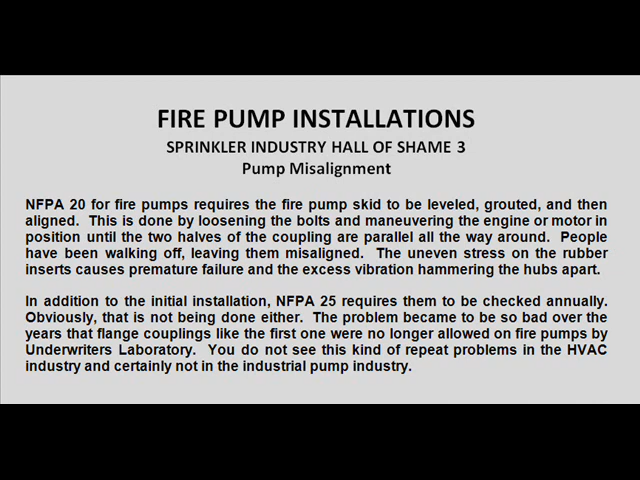 FIRE PUMP INSTALLATIONS
SPRINKLER INDUSTRY HALL OF SHAME 3
Pump Misalignment
NFPA 20 for fire pumps requires the fire pump skid to be leveled, grouted, and then
aligned. This is done by loosening the bolts and maneuvering the engine or motor in
position until the two halves of the coupling are parallel all the way around. People
have been walking off, leaving them misaligned. The uneven stress on the rubber
inserts causes premature failure and the excess vibration hammering the hubs apart.
In addition to the initial installation, NFPA 25 requires them to be checked annually.
Obviously, that is not being done either. The problem became to be so bad over the
years that flange couplings like the first one were no longer allowed on fire pumps by
Underwriters Laboratory. You do not see this kind of repeat problems in the HVAC
industry and certainly not in the industrial pump industry.